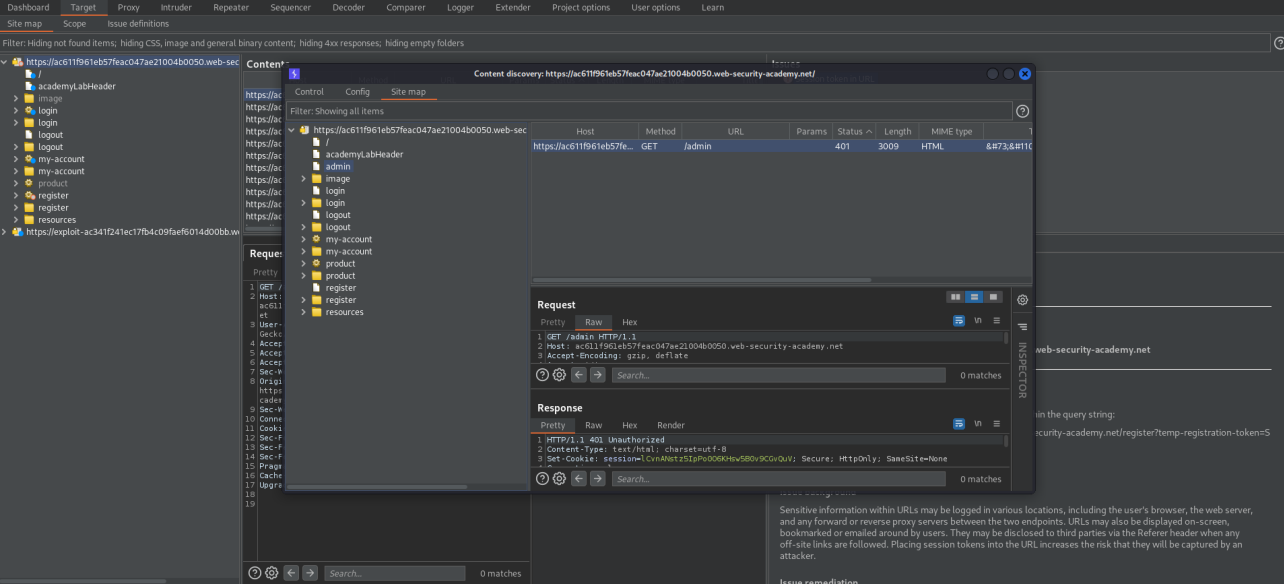 Dashboard Target Proxy Intruder Repeater Sequencer Decoder Comparer Logger Extender Project options User options Learn
Site map Scope Issue definitions
Filter: Hiding not found items; hiding CSS, image and general binary content; hiding 4xx responses; hiding empty folders
https://ac611f961eb57feac047ae21004b0050.web-sec
/
academyLabHeader
image
login
login
logout
logout
my-account
my-account
product
register
register
resources
https://exploit-ac341f241ec17fb4c09faef6014d00bb.w
Contents
https://ac
https://ac
https://ac
https://ac
https://ac
https://ac
https://ac
https://ac
https://ac
https://ac
https://ac
Issues
Content discovery: https://ac611f961eb57feac047ae21004b0050.web-security-academy.net/
Control Config Site map
Filter: Showing all items
https://ac611f961eb57feac047ae21004b0050.web-sec
/
academyLabHeader
admin
image
login
login
logout
logout
my-account
my-account
product
product
register
register
resources
Host Method URL Params Status Length MIME type T
https://ac611f961eb57fe... GET /admin 401 3009 HTML &#73;&#110
Request
Pretty Raw Hex \n
1 GET /admin HTTP/1.1
2 Host: ac611f961eb57feac047ae21004b0050.web-security-academy.net
3 Accept-Encoding: gzip, deflate
Search... 0 matches
Response
Pretty Raw Hex Render \n
1 HTTP/1.1 401 Unauthorized
2 Content-Type: text/html; charset=utf-8
3 Set-Cookie: session=lCvnANstzSIpPoOO6KHsw5BOv9CGvQuV; Secure; HttpOnly; SameSite=None
Search... 0 matches
INSPECTOR
Reques
Pretty
1 GET /
2 Host:
ac611
et
3 User-
Gecko
4 Accep
5 Accep
6 Accep
7 Sec-W
8 Origi
https
cadem
9 Sec-W
10 Conne
11 Cooki
12 Sec-F
13 Sec-F
14 Sec-F
15 Pragm
16 Cache
17 Upgra
18
19
Search... 0 matches
web-security-academy.net
in the query string:
ecurity-academy.net/register?temp-registration-token=S
Issue background
Sensitive information within URLs may be logged in various locations, including the user's browser, the web server,
and any forward or reverse proxy servers between the two endpoints. URLs may also be displayed on-screen,
bookmarked or emailed around by users. They may be disclosed to third parties via the Referer header when any
off-site links are followed. Placing session tokens into the URL increases the risk that they will be captured by an
attacker.
Issue remediation